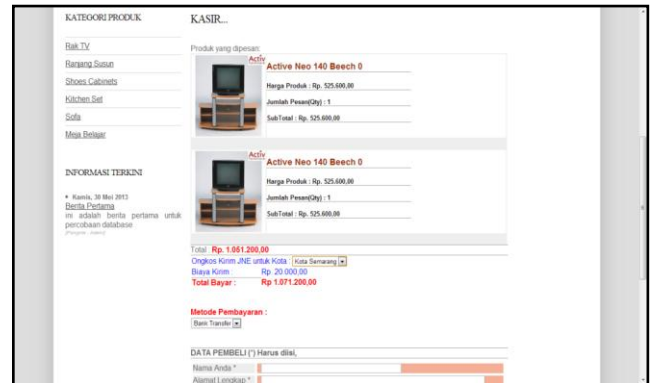 KATEGORI PRODUK
Rak TV
Ranjang Susun
Shoes Cabinets
Kitchen Set
Sofa
Meja Belajar
INFORMASI TERKINI
Kamis, 30 Mei 2013
Berita Pertama
ini adalah berita pertama untuk
percobaan database
KASIR...
Produk yang dipesan:
Activ
Active Neo 140 Beech 0
Harga Produk : Rp. 525.600,00
Jumlah Pesan(Qty) : 1
SubTotal : Rp. 525.600,00
Activ
Active Neo 140 Beech 0
Harga Produk : Rp. 525.600,00
Jumlah Pesan(Qty) : 1
SubTotal : Rp. 525.600,00
Total : Rp. 1.051.200,00
Ongkos Kirim JNE untuk Kota : Kota Semarang
Biaya Kirim Rp. 20.000,00
Total Bayar : Rp 1.071.200,00
Metode Pembayaran :
Bank Transfer
DATA PEMBELI (*) Harus diisi,
Nama Anda *
Alamat Lengkap *